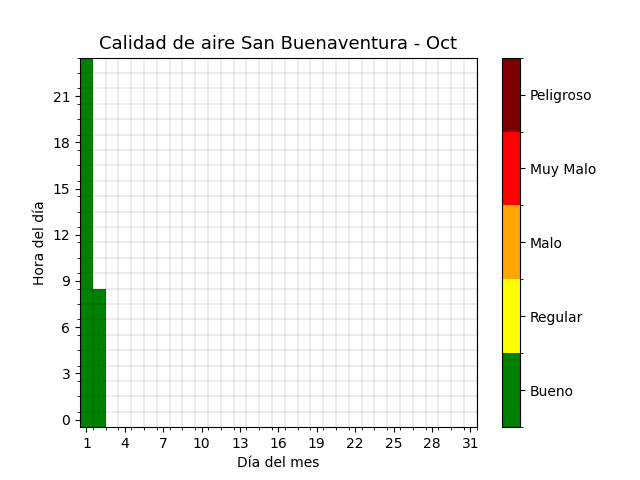 Calidad de aire San Buenaventura - Oct
Hora del día
21
18
15
12
9
6
3
0
1 4 7 10 13 16 19 22 25 28 31
Día del mes
Peligroso
Muy Malo
Malo
Regular
Bueno